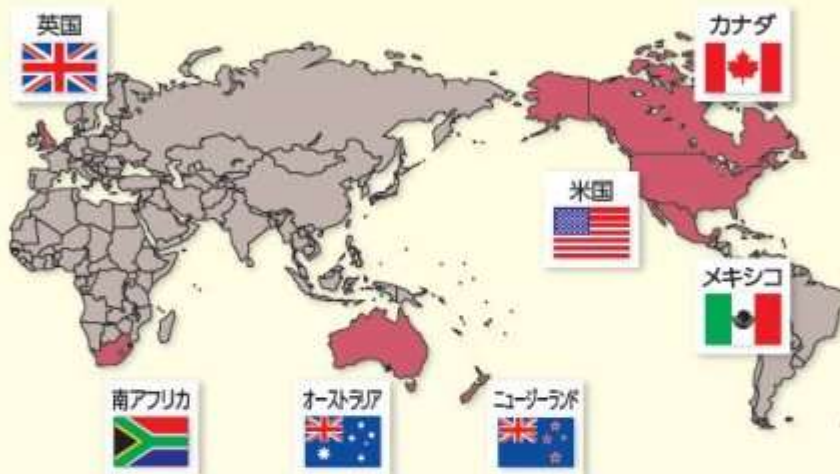 英国
カナダ
米国
メキシコ
南アフリカ
オーストラリア
ニュージーランド